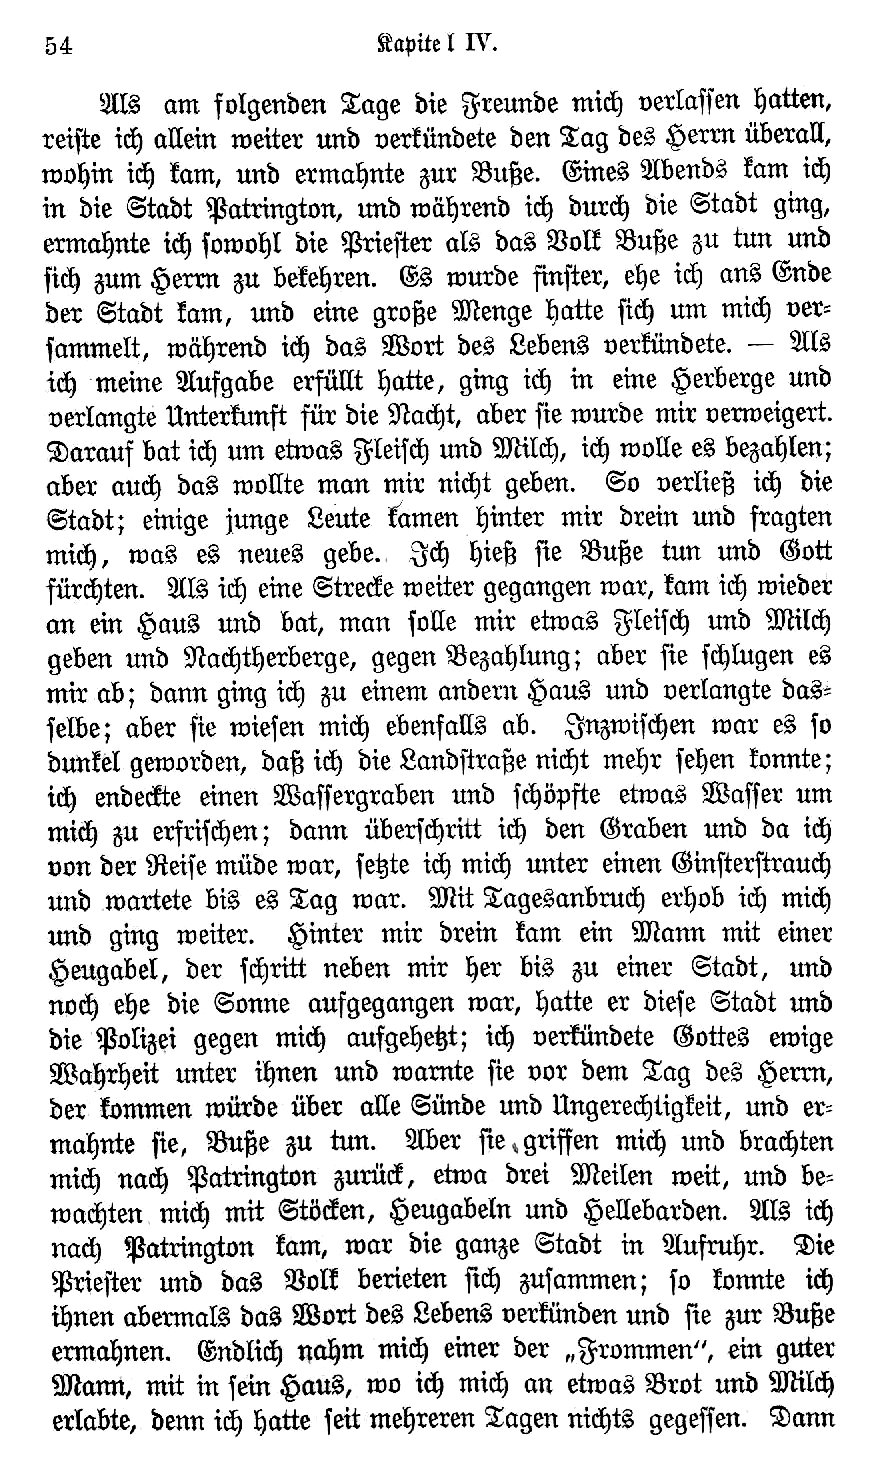 54 Kapitel IV.
Als am folgenden Tage die Freunde mich verlassen hatten,
reiste ich allein weiter und verkündete den Tag des Herrn überall,
wohin ich kam, und ermahnte zur Buße. Eines Abends kam ich
in die Stadt Patrington, und während ich durch die Stadt ging,
ermahnte ich sowohl die Priester als das Volk Buße zu tun und
sich zum Herrn zu bekehren. Es wurde finster, ehe ich ans Ende
der Stadt kam, und eine große Menge hatte sich um mich ver-
sammelt, während ich das Wort des Lebens verkündete. — Als
ich meine Aufgabe erfüllt hatte, ging ich in eine Herberge und
verlangte Unterkunft für die Nacht, aber sie wurde mir verweigert.
Darauf bat ich um etwas Fleisch und Milch, ich wolle es bezahlen;
aber auch das wollte man mir nicht geben. So verließ ich die
Stadt; einige junge Leute kamen hinter mir drein und fragten
mich, was es neues gebe. Ich hieß sie Buße tun und Gott
fürchten. Als ich eine Strecke weiter gegangen war, kam ich wieder
an ein Haus und bat, man solle mir etwas Fleisch und Milch
geben und Nachtherberge, gegen Bezahlung; aber sie schlugen es
mir ab; dann ging ich zu einem andern Haus und verlangte das-
selbe; aber sie wiesen mich ebenfalls ab. Inzwischen war es so
dunkel geworden, daß ich die Landstraße nicht mehr sehen konnte;
ich endeckte einen Wassergraben und schöpfte etwas Wasser um
mich zu erfrischen; dann überschritt ich den Graben und da ich
von der Reise müde war, setzte ich mich unter einen Ginsterstrauch
und wartete bis es Tag war. Mit Tagesanbruch erhob ich mich
und ging weiter. Hinter mir drein kam ein Mann mit einer
Heugabel, der schritt neben mir her bis zu einer Stadt, und
noch ehe die Sonne aufgegangen war, hatte er diese Stadt und
die Polizei gegen mich aufgehetzt; ich verkündete Gottes ewige
Wahrheit unter ihnen und warnte sie vor dem Tag des Herrn,
der kommen würde über alle Sünde und Ungerechtigkeit, und er-
mahnte sie, Buße zu tun. Aber sie griffen mich und brachten
mich nach Patrington zurück, etwa drei Meilen weit, und be-
wachten mich mit Stöcken, Heugabeln und Hellebarden. Als ich
nach Patrington kam, war die ganze Stadt in Aufruhr. Die
Priester und das Volk berieten sich zusammen; so konnte ich
ihnen abermals das Wort des Lebens verkünden und sie zur Buße
ermahnen. Endlich nahm mich einer der „Frommen“, ein guter
Mann, mit in sein Haus, wo ich mich an etwas Brot und Milch
erlabte, denn ich hatte seit mehreren Tagen nichts gegessen. Dann